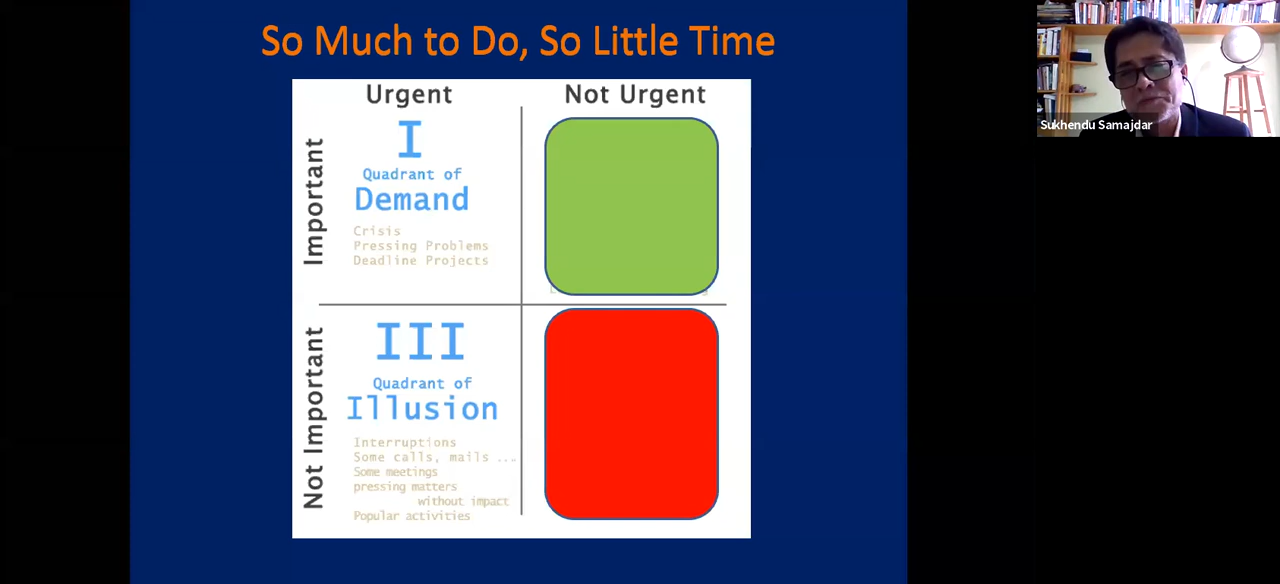 So Much to Do, So Little Time
Urgent
Not Urgent
Important
I
Quadrant of
Demand
Crisis
Pressing Problems
Deadline Projects
Not Important
III
Quadrant of
Illusion
Interruptions
Some calls, mails ...
Some meetings
pressing matters
without impact
Popular activities
Sukhendu Samajdar